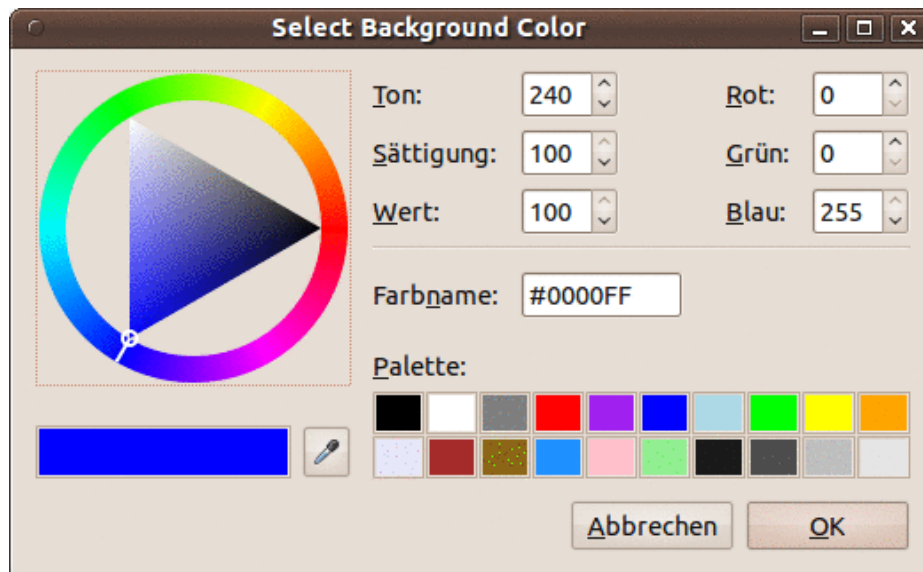 Select Background Color
Ton: 240 Rot: 0
Sättigung: 100 Grün: 0
Wert: 100 Blau: 255
Farbname: #0000FF
Palette:
Abbrechen OK